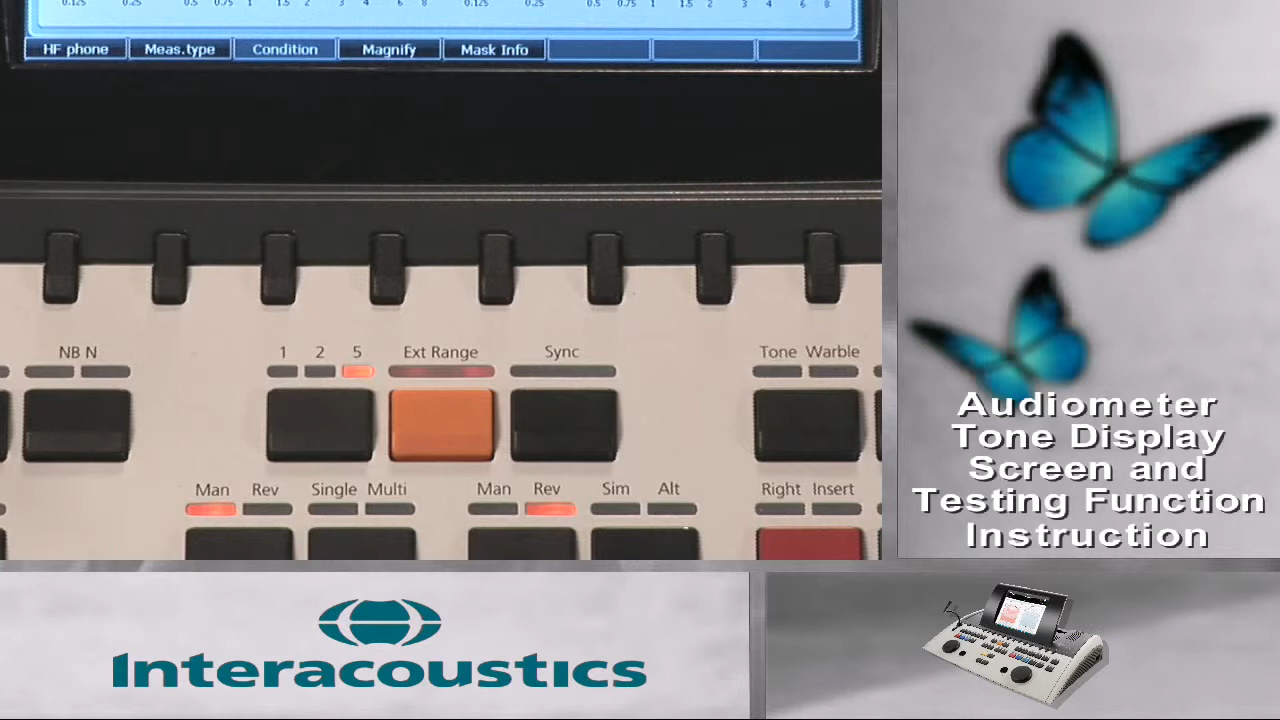 0.125 0.25 0.5 0.75 1 1.5 2 3 4 6 8 0.125 0.25 0.5 0.75 1 1.5 2 3 4 6 8
HF phone Meas.type Condition Magnify Mask Info
NB N 1 2 5 Ext Range Sync Tone Warble
Man Rev Single Multi Man Rev Sim Alt Right Insert
Audiometer
Tone Display
Screen and
Testing Function
Instruction
Interacoustics